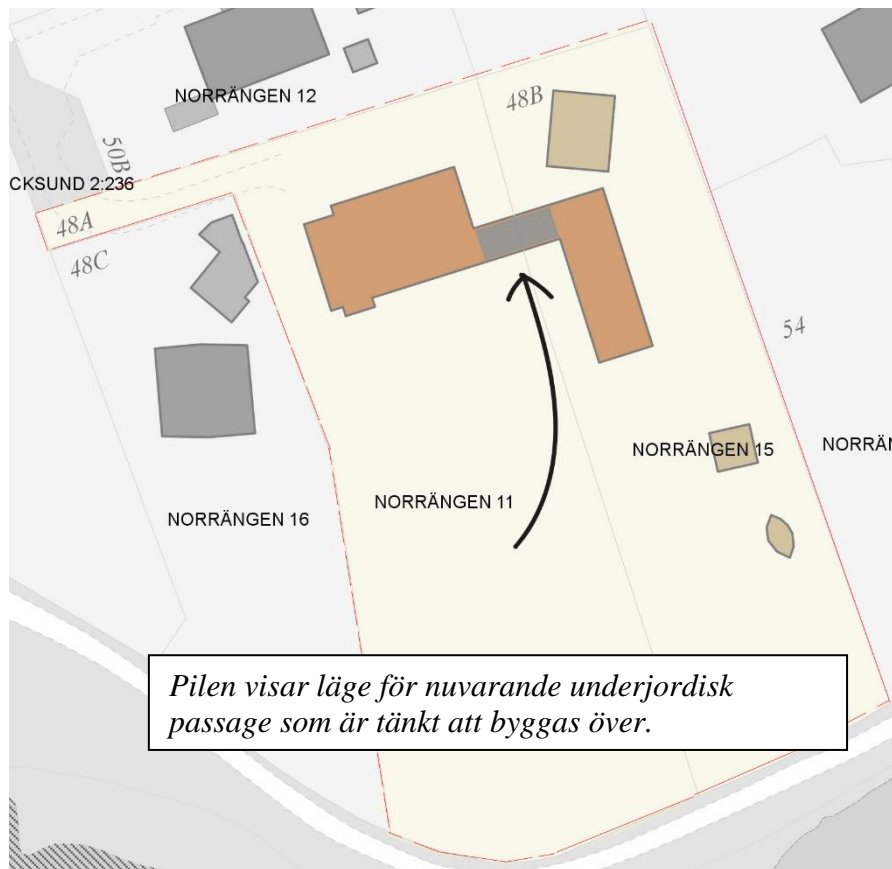 NORRÄNGEN 12
48B
50B
CKSUND 2:236
48A
48C
54
NORRÄNGEN 15
NORRÄN
NORRÄNGEN 11
NORRÄNGEN 16
Pilen visar läge för nuvarande underjordisk
passage som är tänkt att byggas över.